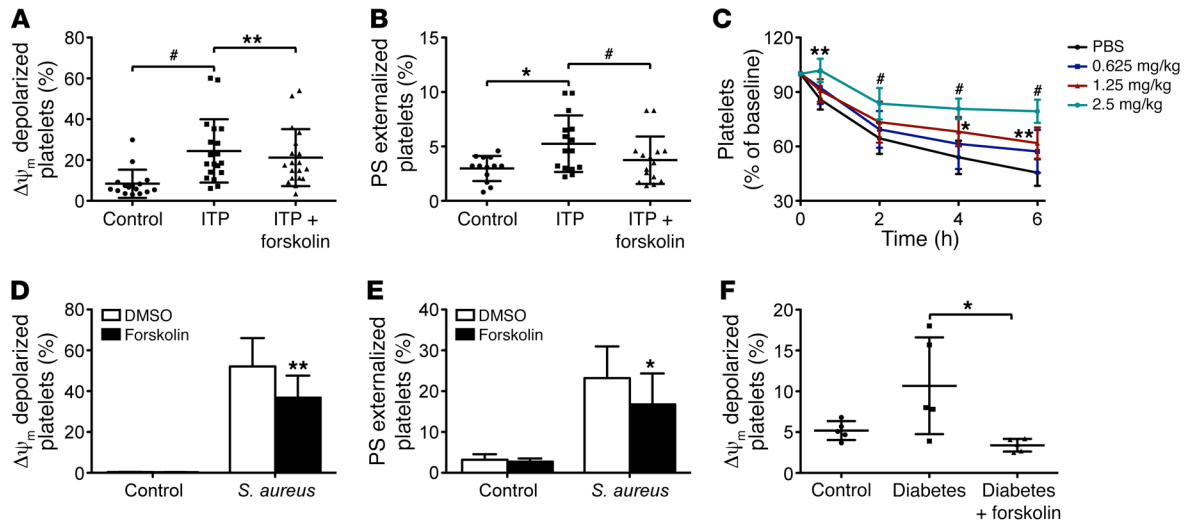 A
Δψm depolarized
platelets (%)
80
60
40
20
0
#
**
Control
ITP
ITP +
forskolin
B
PS externalized
platelets (%)
15
10
5
0
*
#
Control
ITP
ITP +
forskolin
C
Platelets
(% of baseline)
120
90
60
30
**
#
#
#
*
**
0
2
4
6
Time (h)
PBS
0.625 mg/kg
1.25 mg/kg
2.5 mg/kg
D
Δψm depolarized
platelets (%)
80
60
40
20
0
DMSO
Forskolin
**
Control
S. aureus
E
PS externalized
platelets (%)
40
30
20
10
0
DMSO
Forskolin
*
Control
S. aureus
F
Δψm depolarized
platelets (%)
20
15
10
5
0
*
Control
Diabetes
Diabetes
+ forskolin